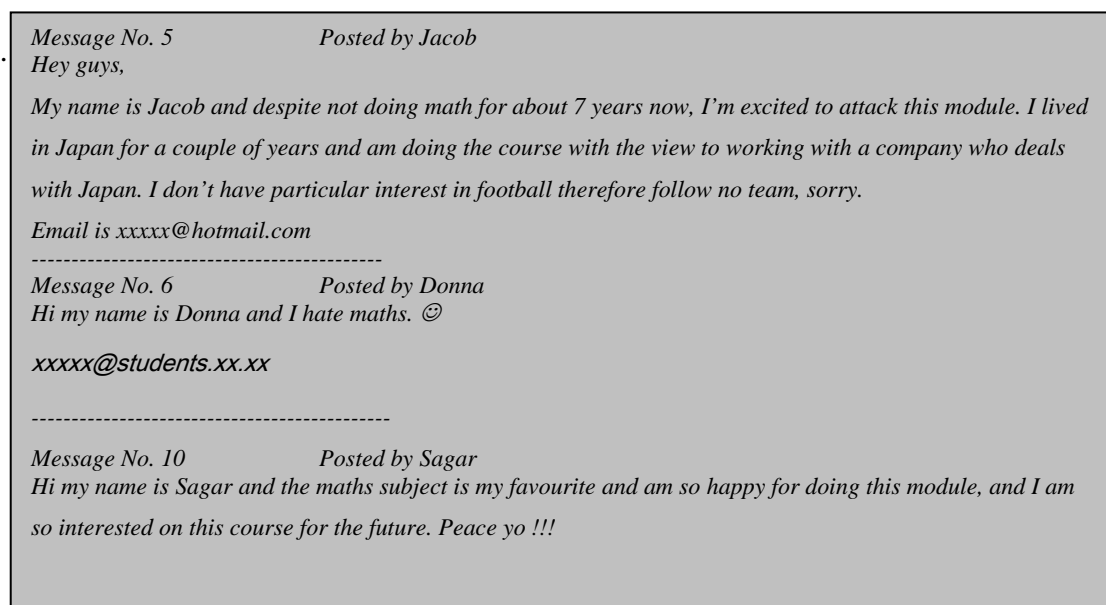 Message No. 5 Posted by Jacob
Hey guys,
My name is Jacob and despite not doing math for about 7 years now, I’m excited to attack this module. I lived
in Japan for a couple of years and am doing the course with the view to working with a company who deals
with Japan. I don’t have particular interest in football therefore follow no team, sorry.
Email is xxxxx@hotmail.com
--------------------------------------------
Message No. 6 Posted by Donna
Hi my name is Donna and I hate maths. ☺
xxxxx@students.xx.xx
---------------------------------------------
Message No. 10 Posted by Sagar
Hi my name is Sagar and the maths subject is my favourite and am so happy for doing this module, and I am
so interested on this course for the future. Peace yo !!!